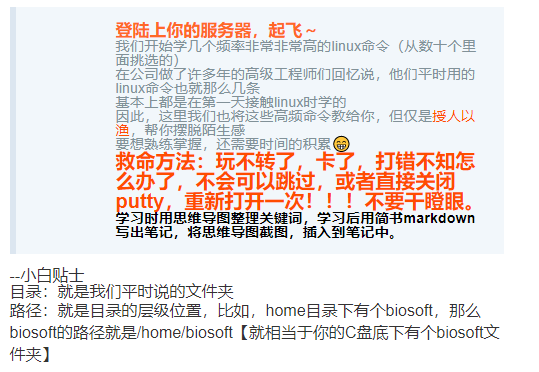 登陆上你的服务器，起飞～
我们开始学几个频率非常非常高的linux命令（从数十个里
面挑选的）
在公司做了许多年的高级工程师们回忆说，他们平时用的
linux命令也就那么几条
基本上都是在第一天接触linux时学的
因此，这里我们也将这些高频命令教给你，但仅是授人以
渔，帮你摆脱陌生感
要想熟练掌握，还需要时间的积累😁
救命方法：玩不转了，卡了，打错不知怎
么办了，不会可以跳过，或者直接关闭
putty，重新打开一次！！！不要干瞪眼。
学习时用思维导图整理关键词，学习后用简书markdown
写出笔记，将思维导图截图，插入到笔记中。
--小白贴士
目录：就是我们平时说的文件夹
路径：就是目录的层级位置，比如，home目录下有个biosoft，那么
biosoft的路径就是/home/biosoft【就相当于你的C盘底下有个biosoft文
件夹】